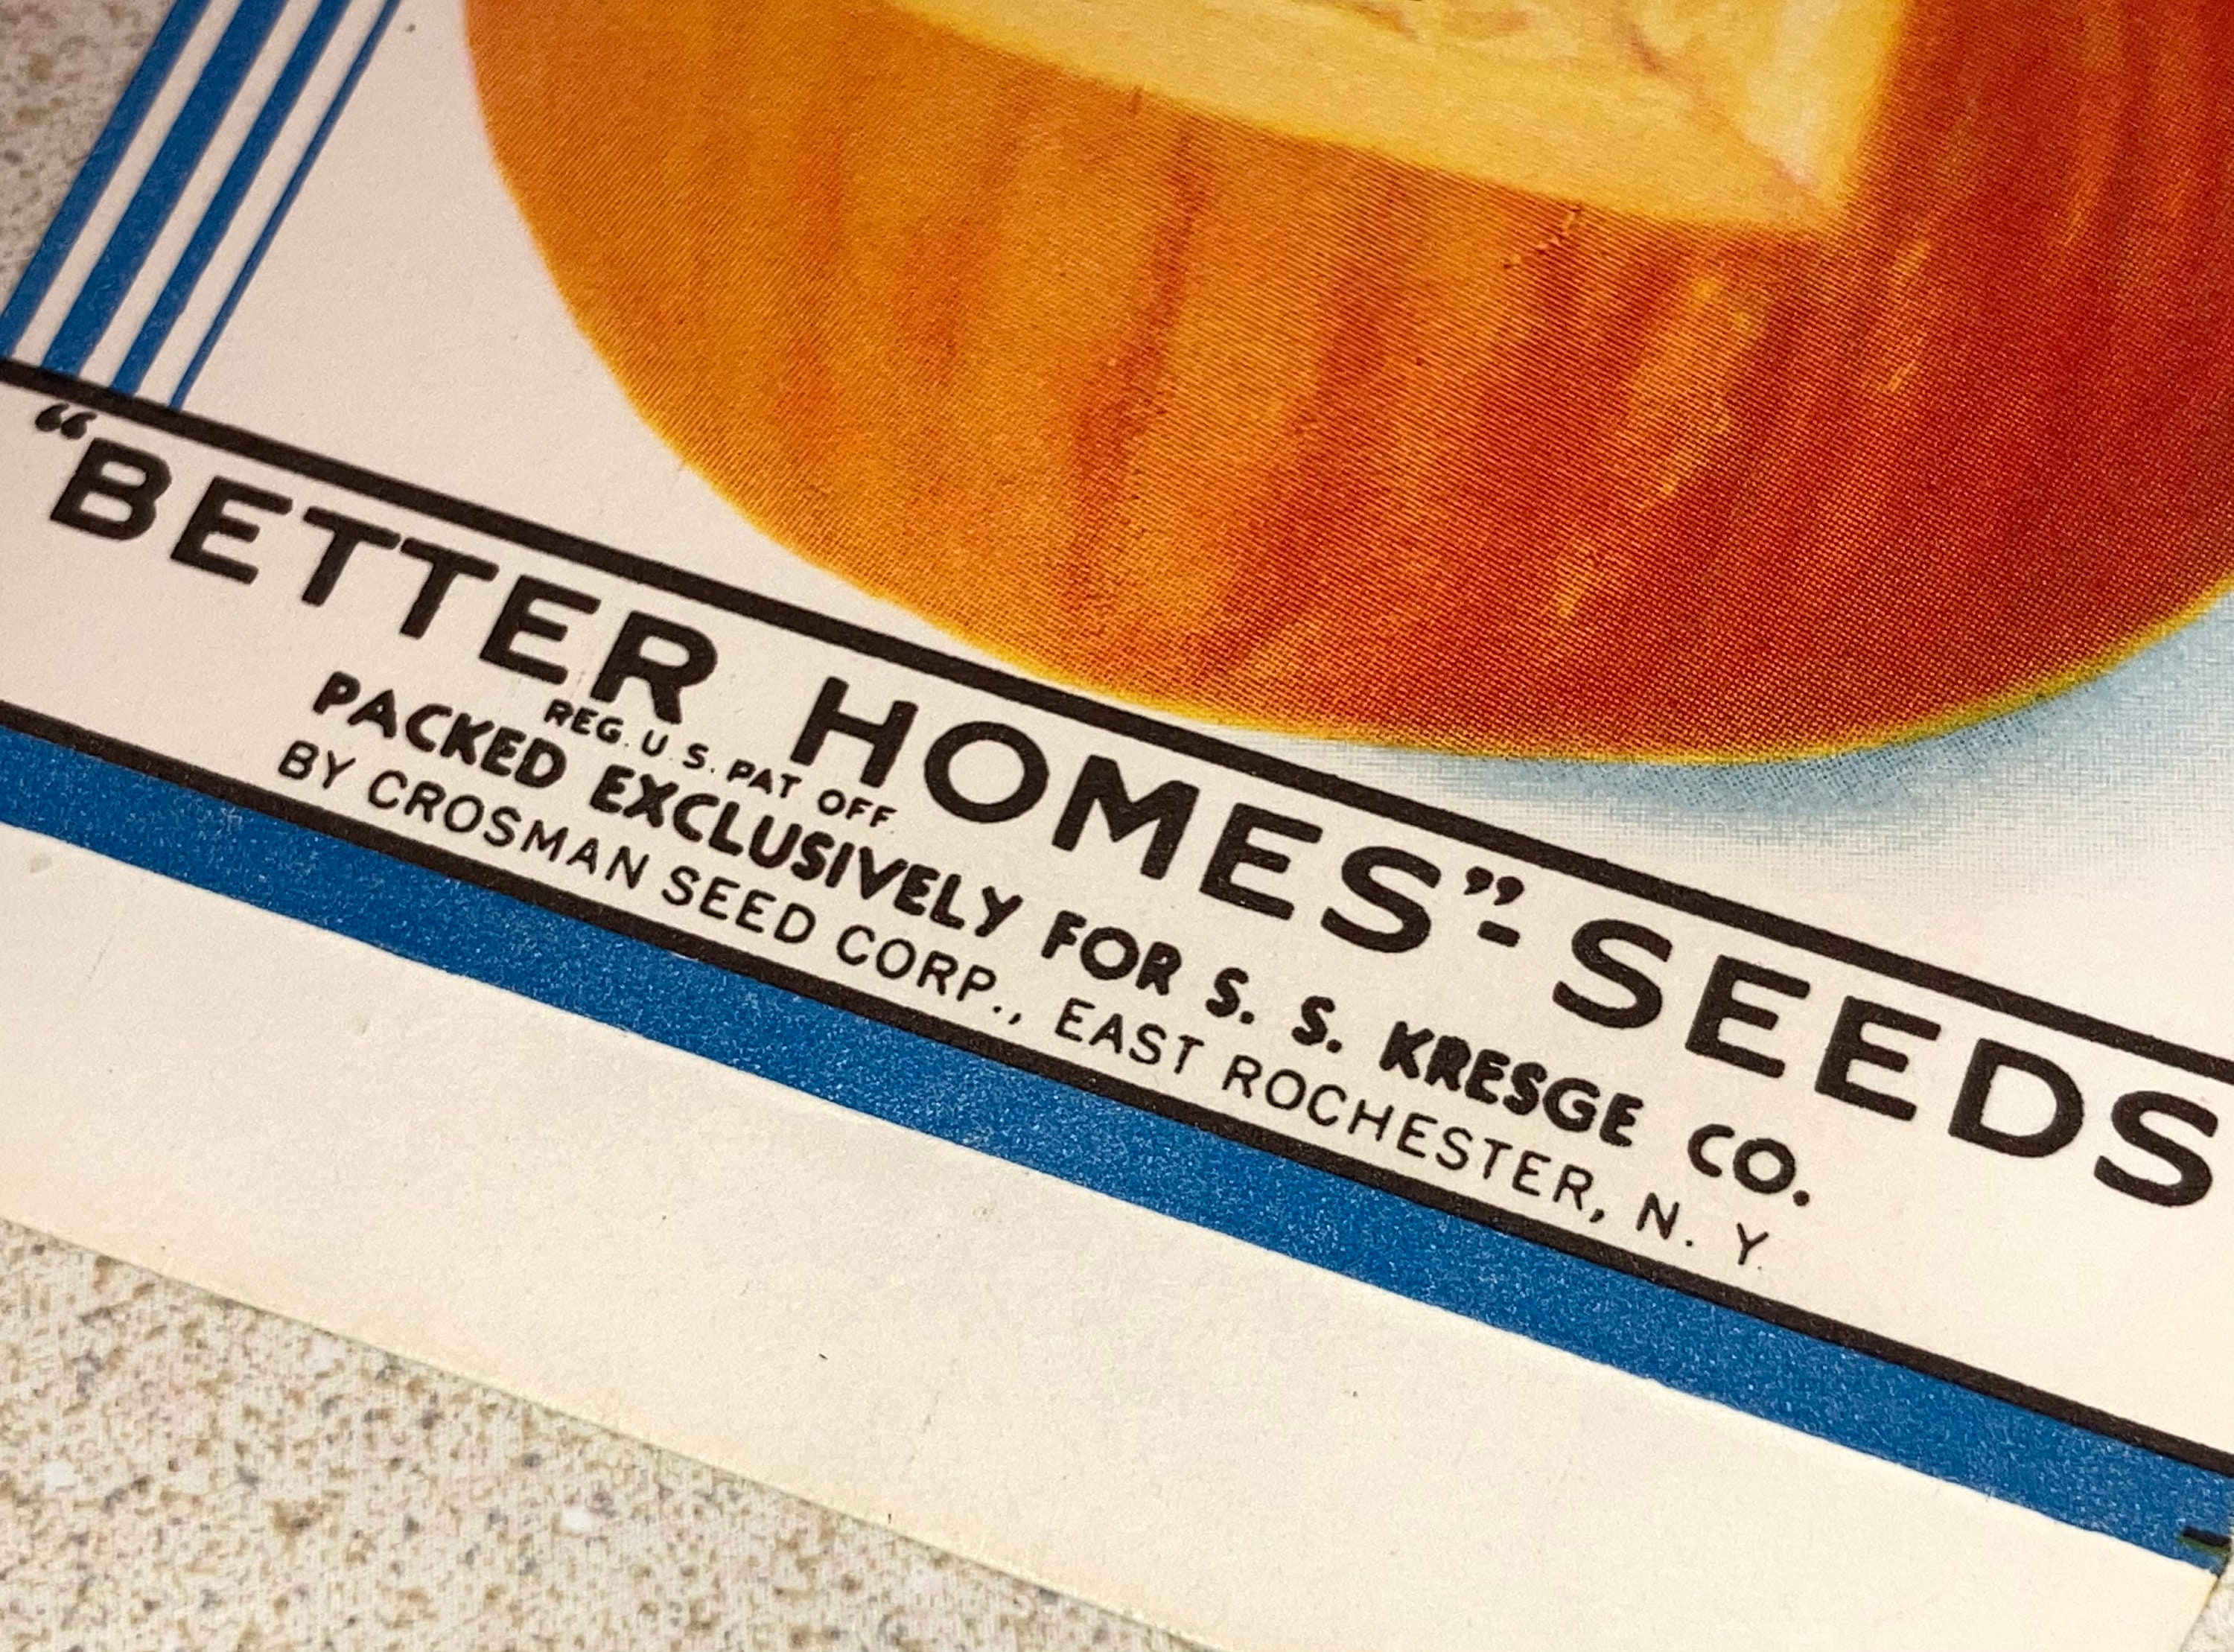 “BETTER HOMES”-SEEDS
REG. U. S. PAT OFF.
PACKED EXCLUSIVELY FOR S. S. KRESGE CO.
BY CROSMAN SEED CORP., EAST ROCHESTER, N. Y.